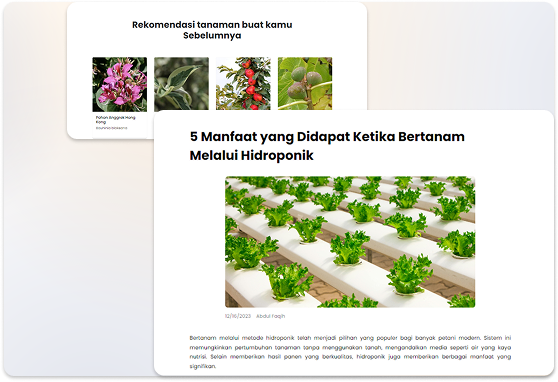 Rekomendasi tanaman buat kamu
Sebelumnya
Pohon Anggrek Hong
Kong
5 Manfaat yang Didapat Ketika Bertanam
Melalui Hidroponik
12/16/2023 Abdul Faqih
Bertanam melalui metode hidroponik telah menjadi pilihan yang populer bagi banyak petani modern. Sistem ini
memungkinkan pertumbuhan tanaman tanpa menggunakan tanah, mengandalkan media seperti air yang kaya
nutrisi. Selain memberikan hasil panen yang berkualitas, hidroponik juga memberikan berbagai manfaat yang
signifikan.